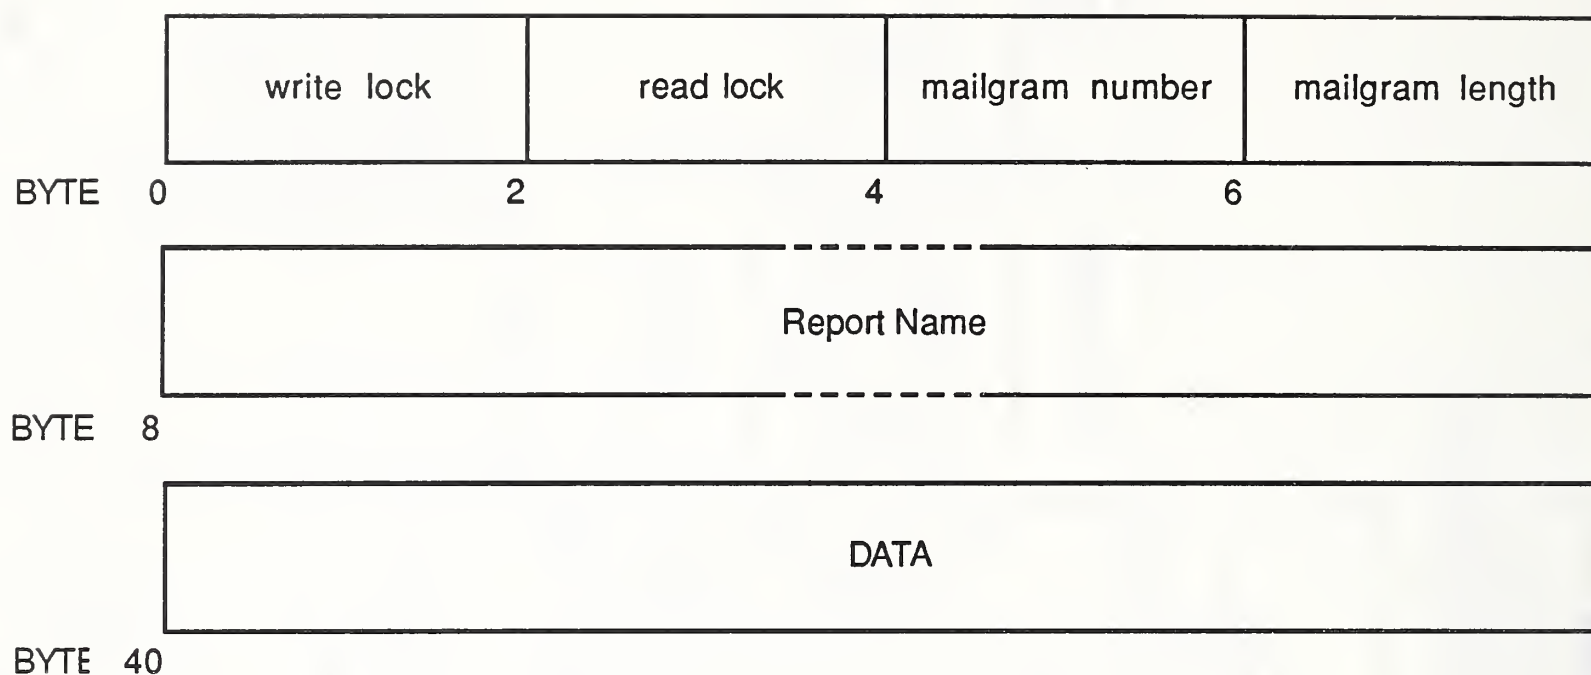 write lock read lock mailgram number mailgram length
BYTE 0 2 4 6
Report Name
BYTE 8
DATA
BYTE 40